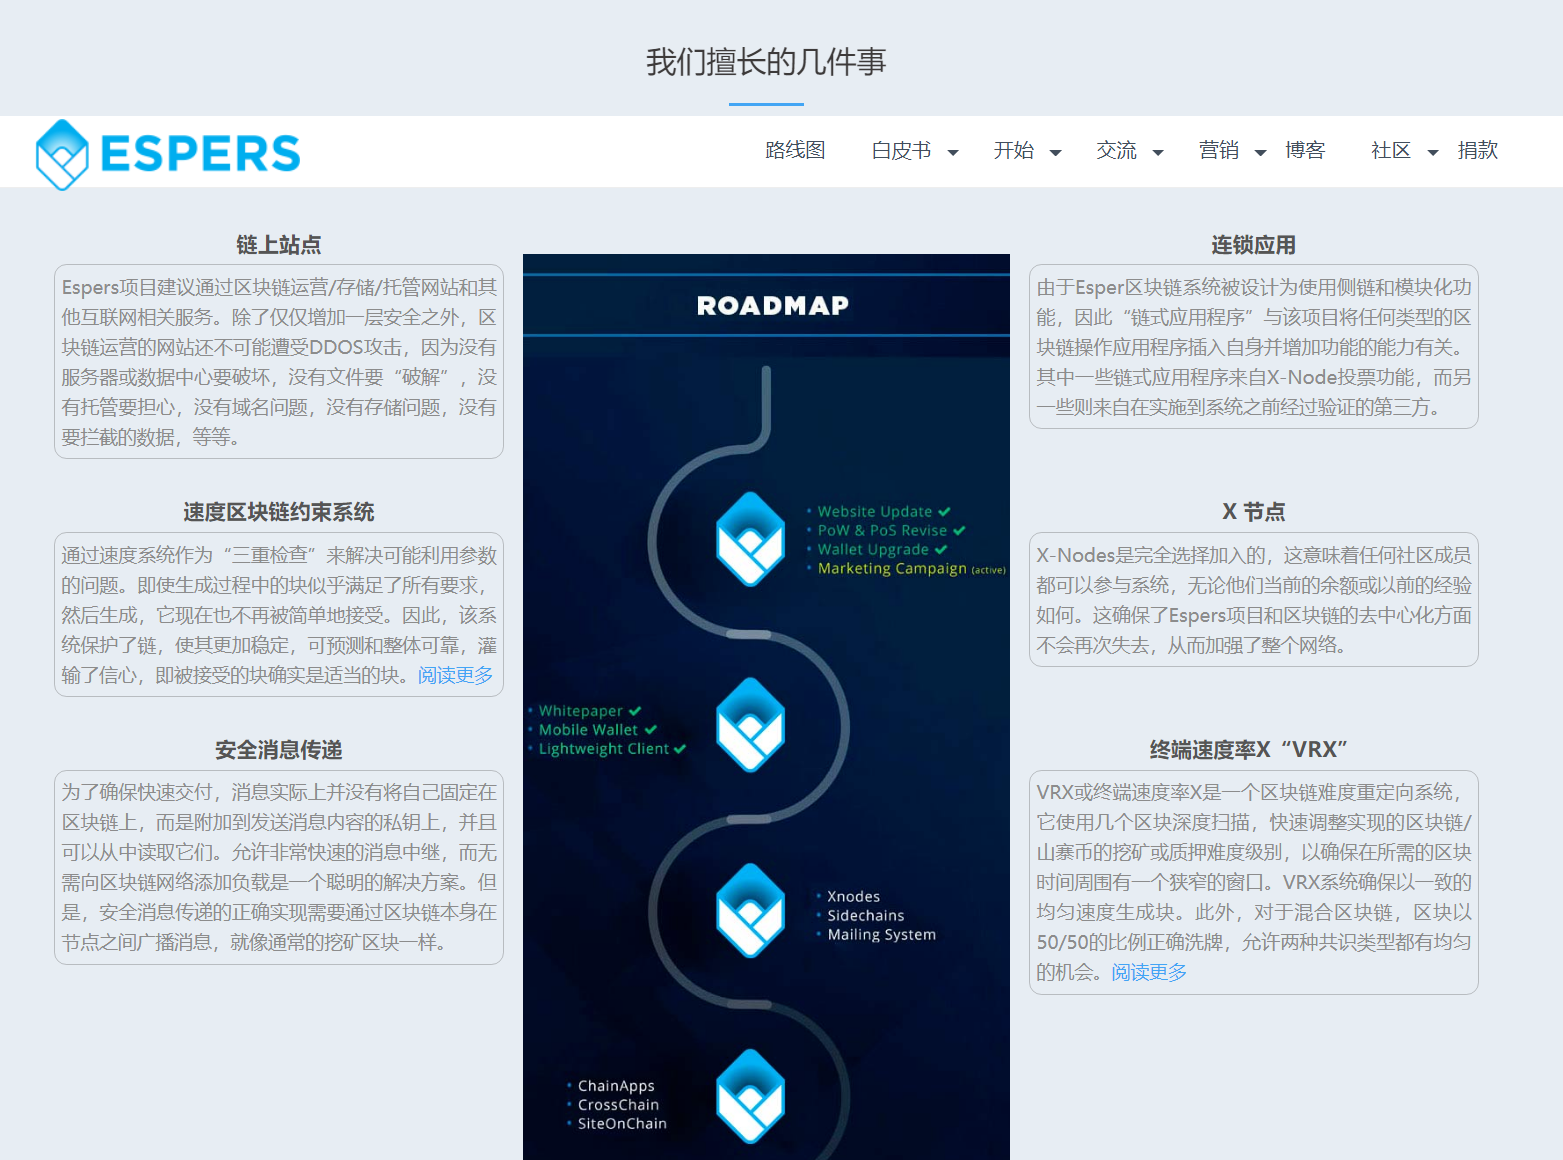 我们擅长的几件事
ESPERS
路线图 白皮书 开始 交流 营销 博客 社区 捐款
链上站点
Espers项目建议通过区块链运营/存储/托管网站和其
他互联网相关服务。除了仅仅增加一层安全之外，区
块链运营的网站还不可能遭受DDOS攻击，因为没有
服务器或数据中心要破坏，没有文件要“破解”，没
有托管要担心，没有域名问题，没有存储问题，没有
要拦截的数据，等等。
速度区块链约束系统
通过速度系统作为“三重检查”来解决可能利用参数
的问题。即使生成过程中的块似乎满足了所有要求，
然后生成，它现在也不再被简单地接受。因此，该系
统保护了链，使其更加稳定，可预测和整体可靠，灌
输了信心，即被接受的块确实是适当的块。阅读更多
安全消息传递
为了确保快速交付，消息实际上并没有将自己固定在
区块链上，而是附加到发送消息内容的私钥上，并且
可以从中读取它们。允许非常快速的消息中继，而无
需向区块链网络添加负载是一个聪明的解决方案。但
是，安全消息传递的正确实现需要通过区块链本身在
节点之间广播消息，就像通常的挖矿区块一样。
ROADMAP
Website Update
PoW & PoS Revise
Wallet Upgrade
Marketing Campaign (active)
Whitepaper
Mobile Wallet
Lightweight Client
Xnodes
Sidechains
Mailing System
ChainApps
CrossChain
SiteOnChain
连锁应用
由于Esper区块链系统被设计为使用侧链和模块化功
能，因此“链式应用程序”与该项目将任何类型的区
块链操作应用程序插入自身并增加功能的能力有关。
其中一些链式应用程序来自X-Node投票功能，而另
一些则来自在实施到系统之前经过验证的第三方。
X 节点
X-Nodes是完全选择加入的，这意味着任何社区成员
都可以参与系统，无论他们当前的余额或以前的经验
如何。这确保了Espers项目和区块链的去中心化方面
不会再次失去，从而加强了整个网络。
终端速度率X“VRX”
VRX或终端速度率X是一个区块链难度重定向系统，
它使用几个区块深度扫描，快速调整实现的区块链/
山寨币的挖矿或质押难度级别，以确保在所需的区块
时间周围有一个狭窄的窗口。VRX系统确保以一致的
均匀速度生成块。此外，对于混合区块链，区块以
50/50的比例正确洗牌，允许两种共识类型都有均匀
的机会。阅读更多